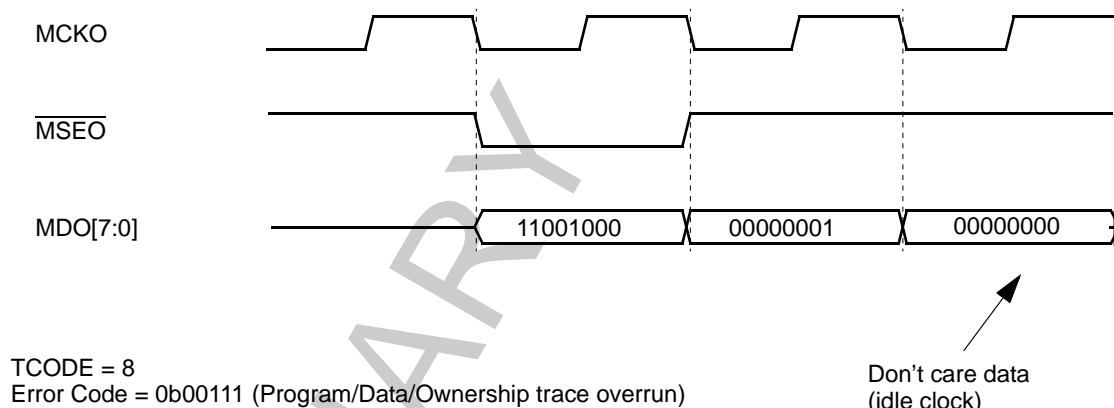 MCKO
MSEO
MDO[7:0]
11001000
00000001
00000000
TCODE = 8
Error Code = 0b00111 (Program/Data/Ownership trace overrun)
Don't care data
(idle clock)
ARY